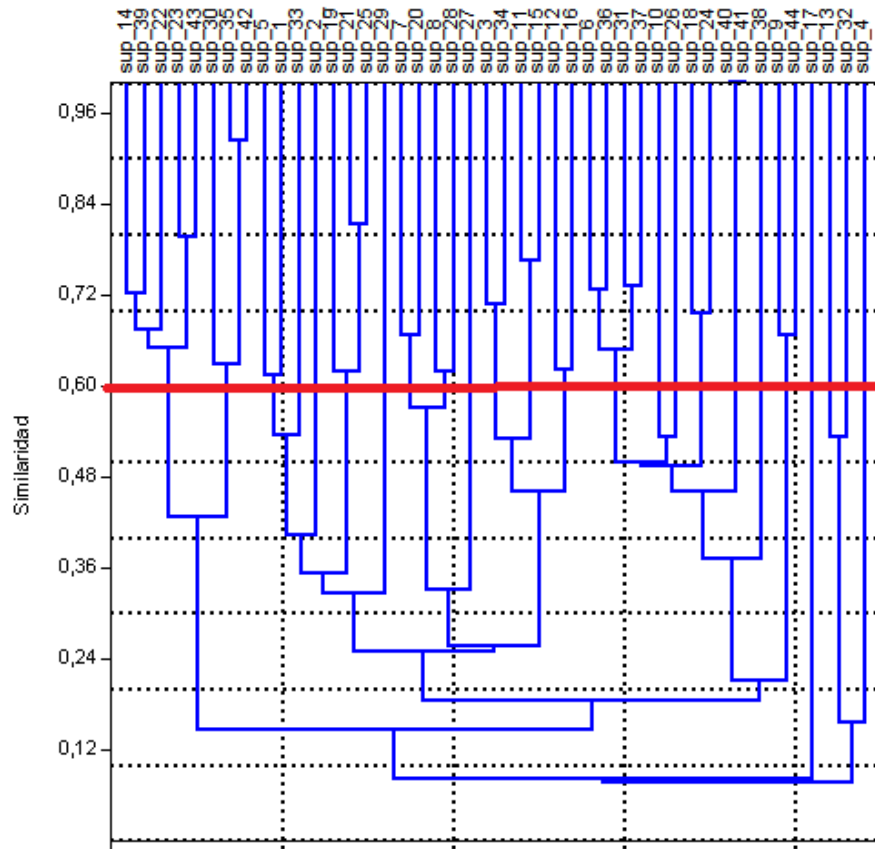 sup_14
sup_39
sup_22
sup_23
sup_43
sup_30
sup_35
sup_42
sup_5
sup_1
sup_33
sup_2
sup_19
sup_21
sup_25
sup_29
sup_7
sup_20
sup_8
sup_28
sup_27
sup_3
sup_34
sup_11
sup_15
sup_12
sup_16
sup_6
sup_36
sup_31
sup_37
sup_10
sup_26
sup_18
sup_24
sup_40
sup_41
sup_38
sup_9
sup_44
sup_17
sup_13
sup_32
sup_4
0,96
0,84
0,72
0,60
0,48
0,36
0,24
0,12
Similaridad